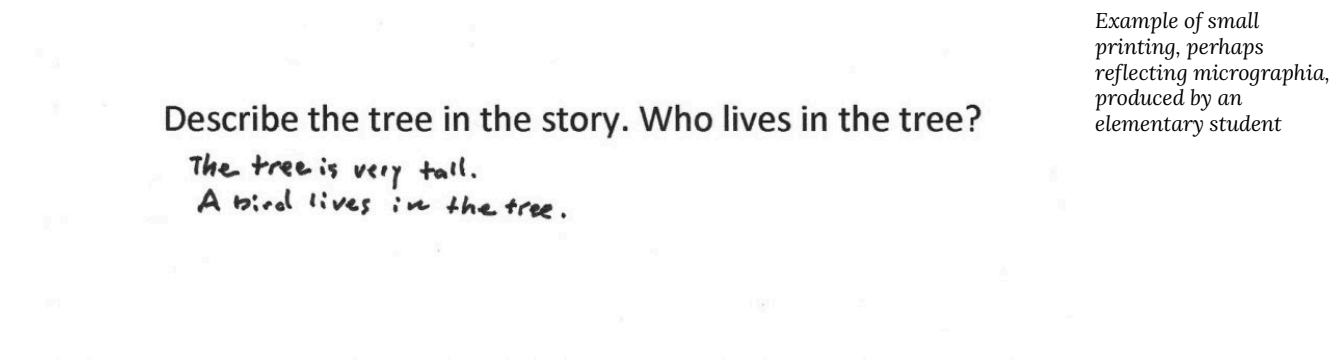 Describe the tree in the story. Who lives in the tree?
The tree is very tall.
A bird lives in the tree.
Example of small
printing, perhaps
reflecting micrographia,
produced by an
elementary student